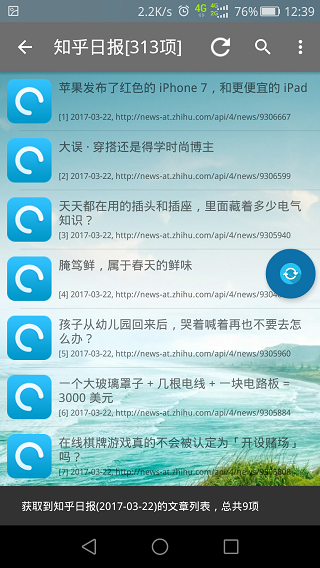 2.2K/s 4G 4G 2G 76% 12:39
知乎日报[313项]
苹果发布了红色的 iPhone 7，和更便宜的 iPad
[1] 2017-03-22, http://news-at.zhihu.com/api/4/news/9306667
大误 · 穿搭还是得学时尚博主
[2] 2017-03-22, http://news-at.zhihu.com/api/4/news/9306599
天天都在用的插头和插座，里面藏着多少电气
知识？
[3] 2017-03-22, http://news-at.zhihu.com/api/4/news/9305940
腌笃鲜，属于春天的鲜味
[4] 2017-03-22, http://news-at.zhihu.com/api/4/news/9304
孩子从幼儿园回来后，哭着喊着再也不要去怎
么办？
[5] 2017-03-22, http://news-at.zhihu.com/api/4/news/9305960
一个大玻璃罩子 + 几根电线 + 一块电路板 =
3000 美元
[6] 2017-03-22, http://news-at.zhihu.com/api/4/news/9305884
在线棋牌游戏真的不会被认定为「开设赌场」
吗？
[7] 2017-03-22, http://news-at.zhihu.com/api/4/news/
获取到知乎日报(2017-03-22)的文章列表，总共9项